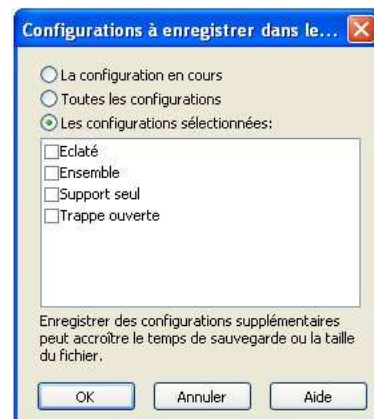 Configurations à enregistrer dans le...
La configuration en cours
Toutes les configurations
Les configurations sélectionnées:
Eclaté
Ensemble
Support seul
Trappe ouverte
Enregistrer des configurations supplémentaires
peut accroître le temps de sauvegarde ou la taille
du fichier.
OK
Annuler
Aide